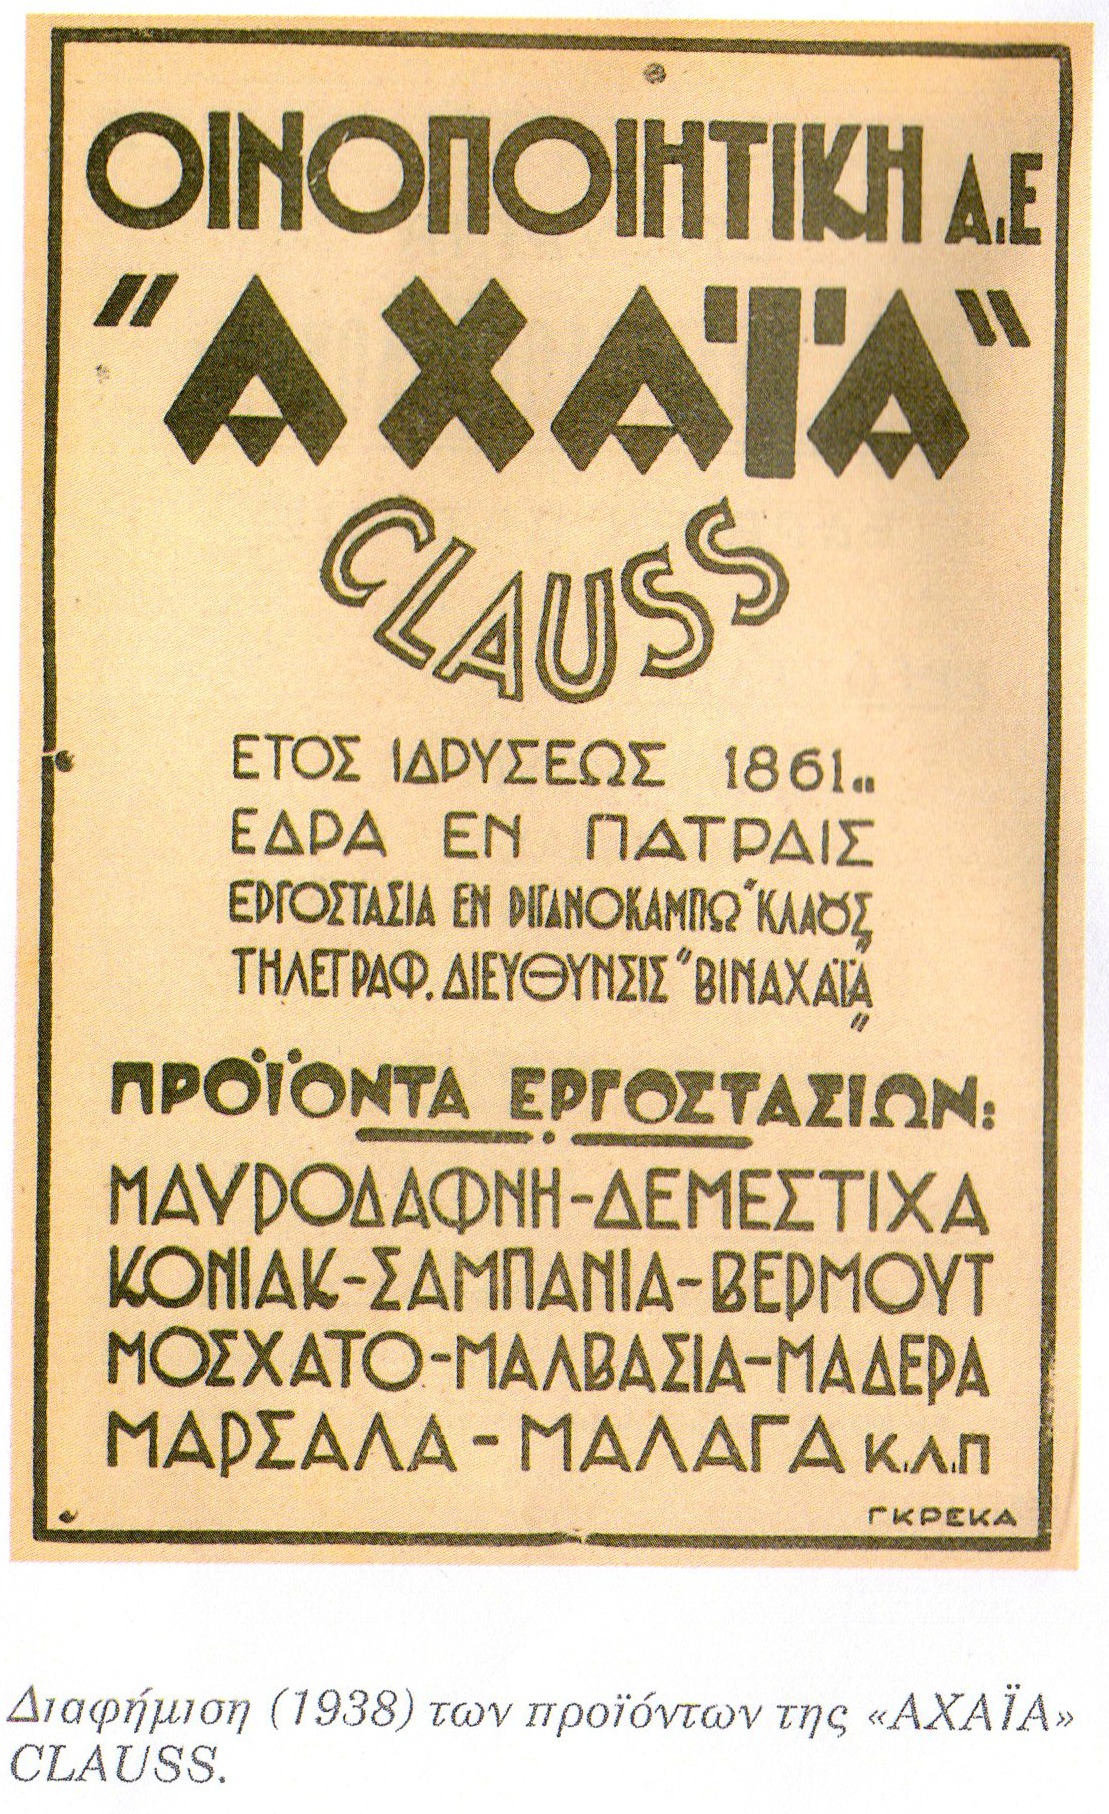 ΟΙΝΟΠΟΙΗΤΙΚΗ Α.Ε
"ΑΧΑΪΑ"
CLAUSS
ΕΤΟΣ ΙΔΡΥΣΕΩΣ 1861..
ΕΔΡΑ ΕΝ ΠΑΤΡΑΙΣ
ΕΡΓΟΣΤΑΣΙΑ ΕΝ ΡΙΓΑΝΟΚΑΜΠΩ "ΚΛΑΟΥΣ"
ΤΗΛΕΓΡΑΦ. ΔΙΕΥΘΥΝΣΙΣ "ΒΙΝΑΧΑΪΑ"
ΠΡΟΪΟΝΤΑ ΕΡΓΟΣΤΑΣΙΩΝ:
ΜΑΥΡΟΔΑΦΝΗ-ΔΕΜΕΣΤΙΧΑ
ΚΟΝΙΑΚ-ΣΑΜΠΑΝΙΑ-ΒΕΡΜΟΥΤ
ΜΟΣΧΑΤΟ-ΜΑΛΒΑΣΙΑ-ΜΑΔΕΡΑ
ΜΑΡΣΑΛΑ-ΜΑΛΑΓΑ Κ.Λ.Π
ΓΚΡΕΚΑ
Διαφήμιση (1938) των προϊόντων της «ΑΧΑΪΑ»
CLAUSS.